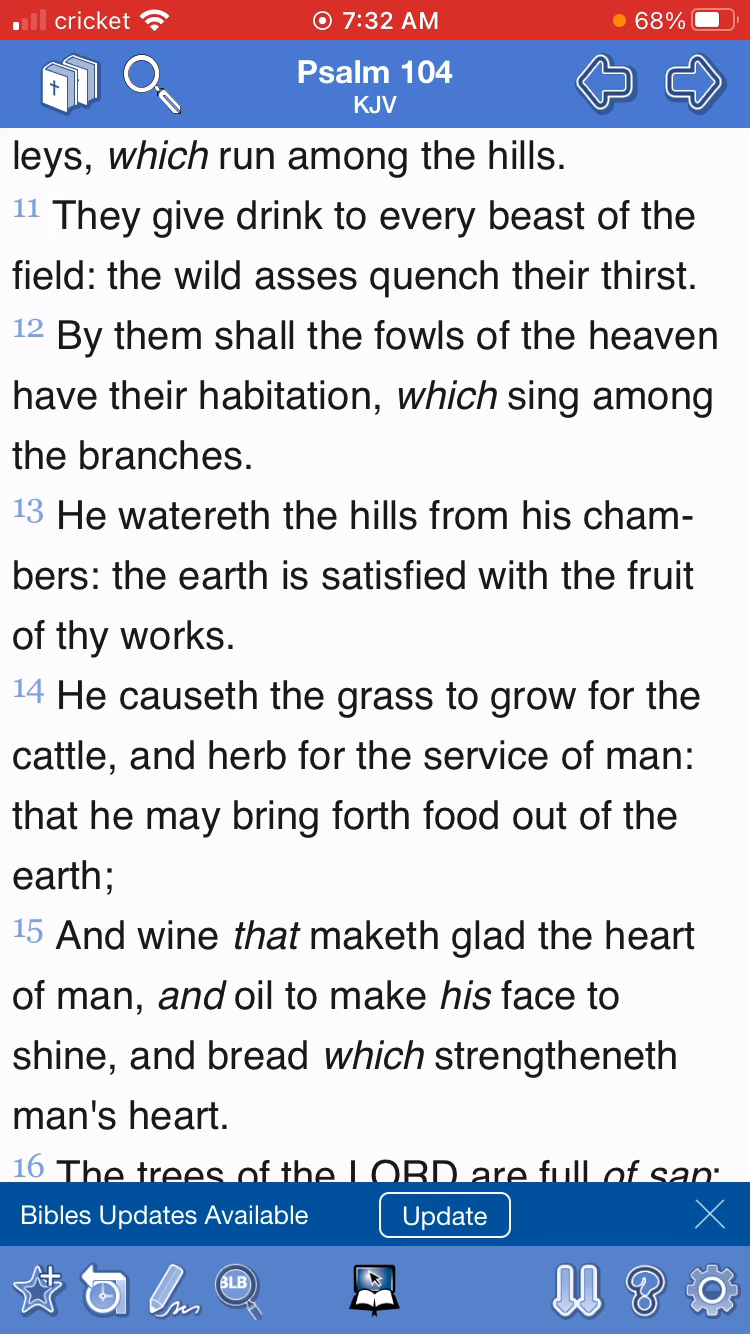 cricket 7:32 AM 68%
Psalm 104
KJV
leys, which run among the hills.
11 They give drink to every beast of the
field: the wild asses quench their thirst.
12 By them shall the fowls of the heaven
have their habitation, which sing among
the branches.
13 He watereth the hills from his cham-
bers: the earth is satisfied with the fruit
of thy works.
14 He causeth the grass to grow for the
cattle, and herb for the service of man:
that he may bring forth food out of the
earth;
15 And wine that maketh glad the heart
of man, and oil to make his face to
shine, and bread which strengtheneth
man's heart.
16 The trees of the LORD are full of sap;
Bibles Updates Available Update
BLB